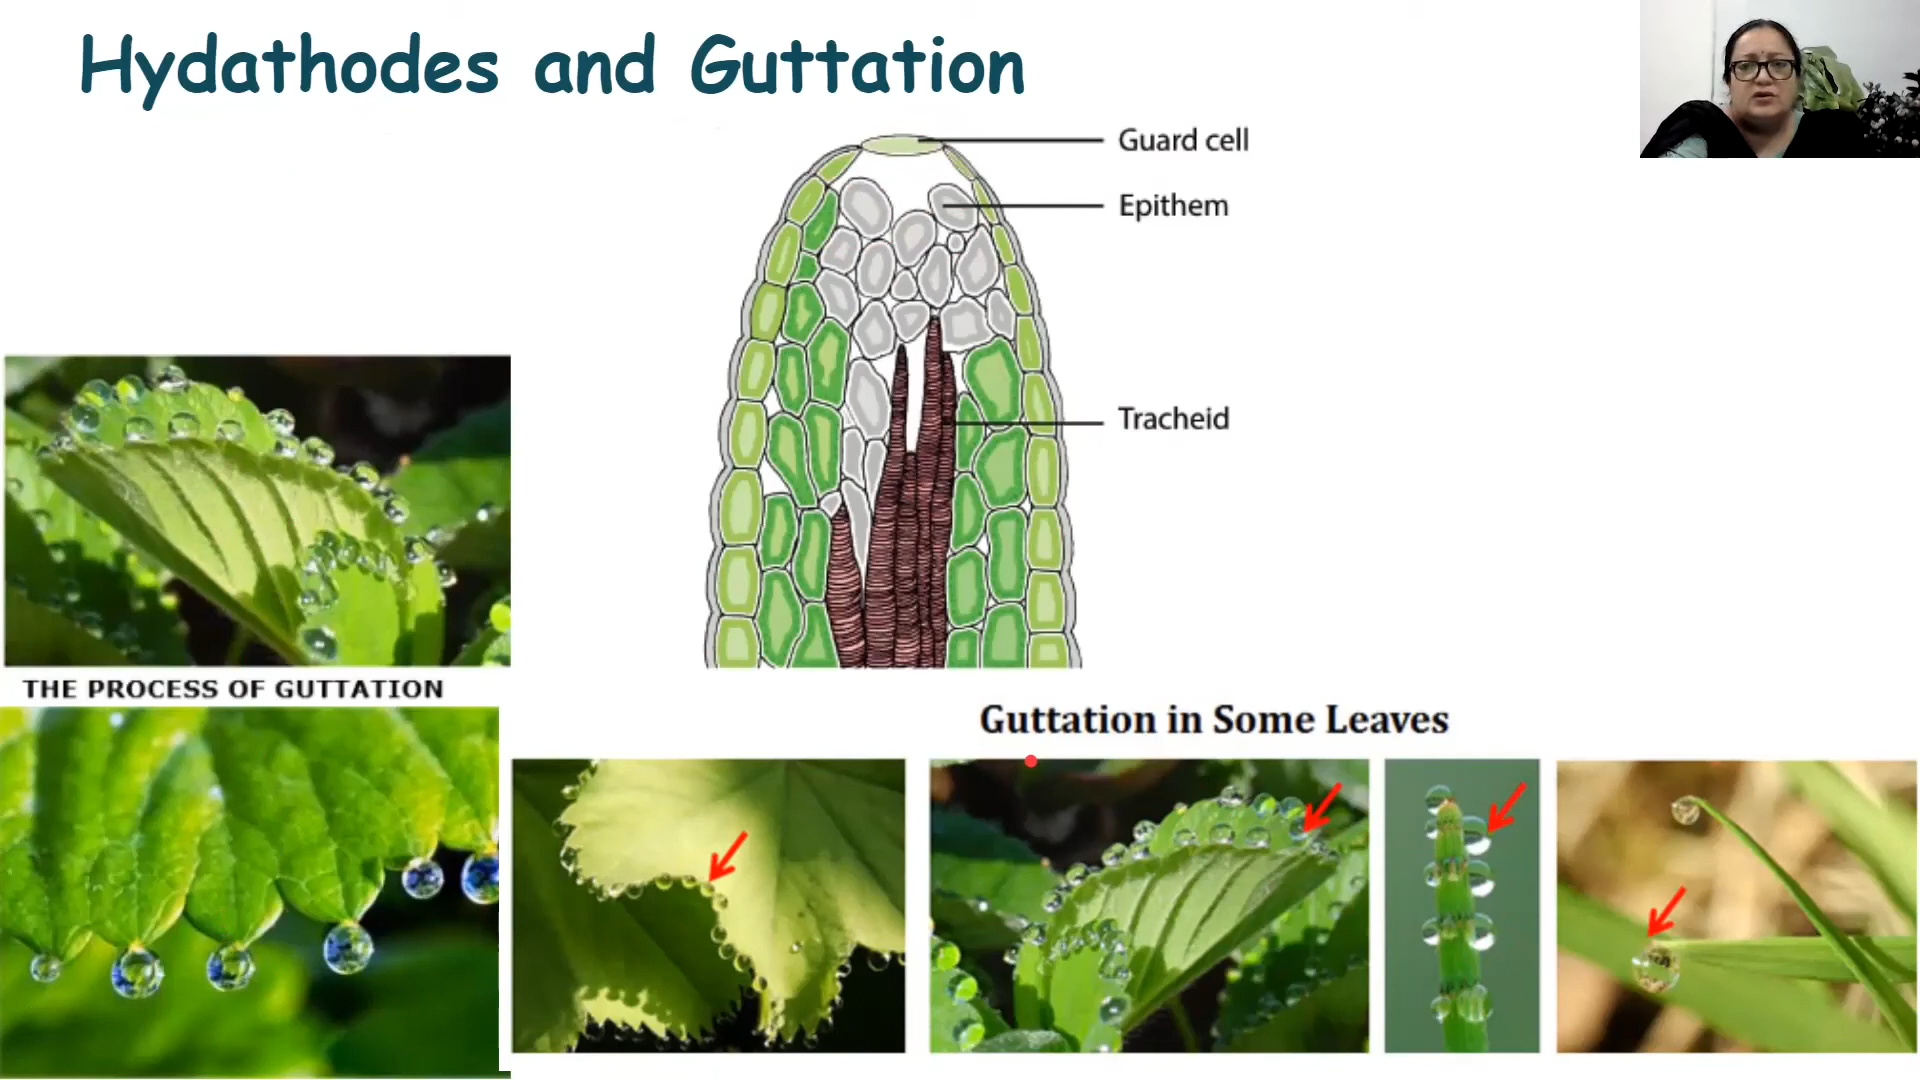 Hydathodes and Guttation
Guard cell
Epithem
Tracheid
THE PROCESS OF GUTTATION
Guttation in Some Leaves